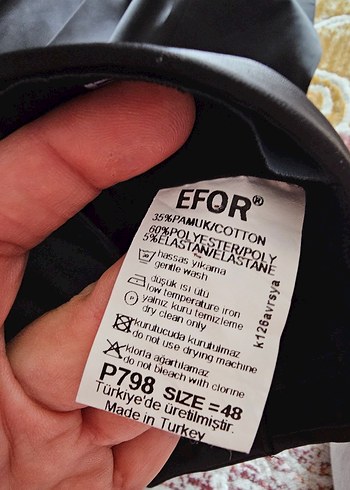 EFOR®
35%PAMUK/COTTON
60%POLYESTER/POLY
5%ELASTAN/ELASTANE
hassas yıkama
gentle wash
düşük ısı ütü
low temperature iron
P
yalnız kuru temizleme
dry clean only
kurutucuda kurutulmaz
do not use drying machine
klorla ağartılamaz
do not bleach with clorine
P798 SIZE =48
Türkiye'de üretilmiştir.
Made in Turkey
k126avrsya